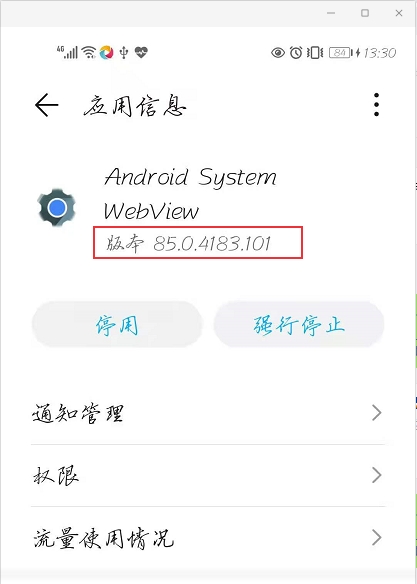 4G 84 13:30
应用信息
Android System
WebView
版本 85.0.4183.101
停用 强行停止
通知管理
权限
流量使用情况